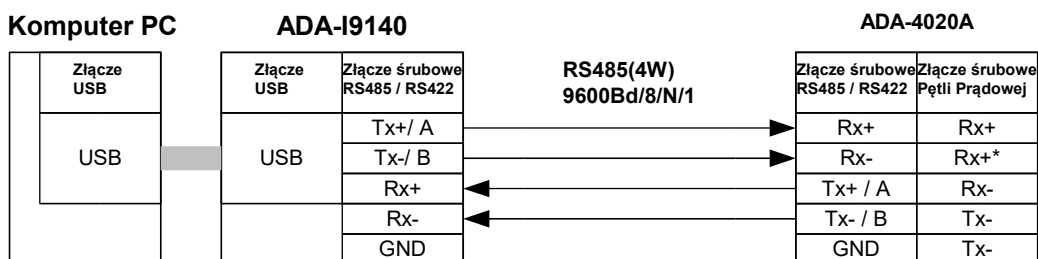 Komputer PC
ADA-I9140
ADA-4020A
Złącze
USB
Złącze
USB
Złącze śrubowe
RS485 / RS422
RS485(4W)
9600Bd/8/N/1
Złącze śrubowe
RS485 / RS422
Złącze śrubowe
Pętli Prądowej
USB
USB
Tx+/ A
Rx+
Rx+
Tx-/ B
Rx-
Rx+*
Rx+
Tx+ / A
Rx-
Rx-
Tx- / B
Tx-
GND
GND
Tx-